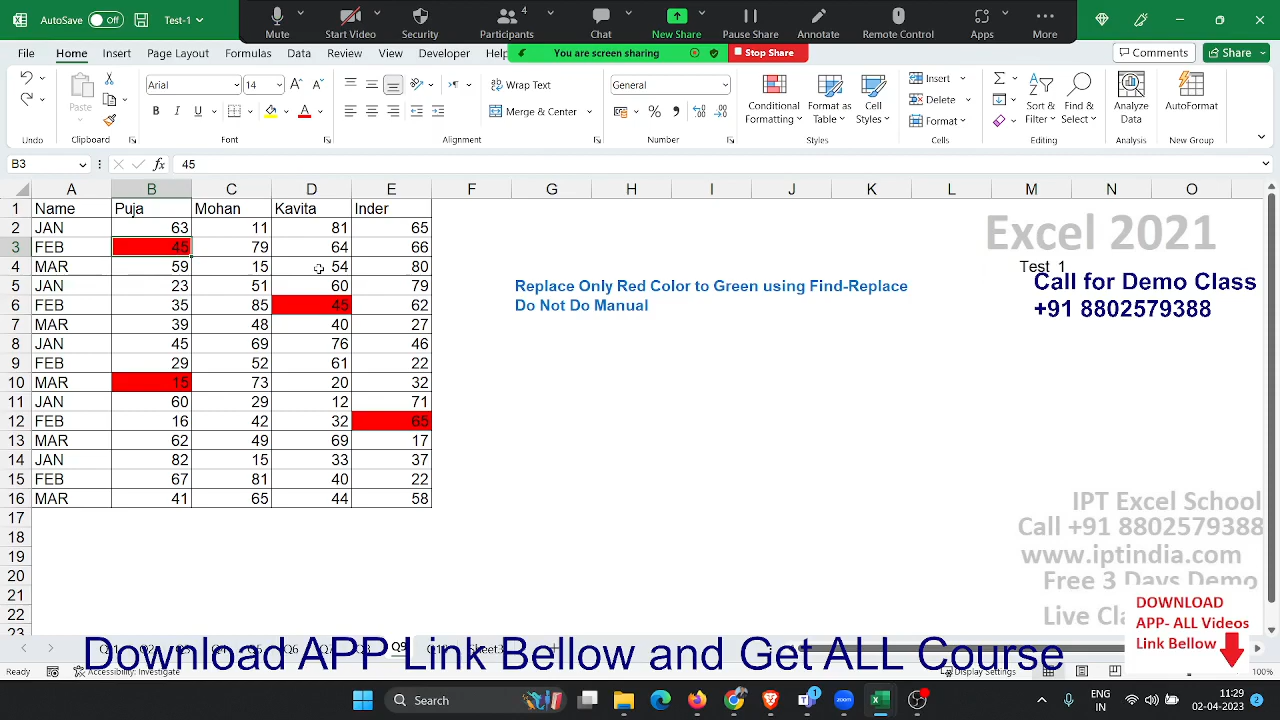 AutoSave Off Test-1
Mute Start Video Security Participants 4 Chat New Share Pause Share Annotate Remote Control Apps More
You are screen sharing Stop Share
File Home Insert Page Layout Formulas Data Review View Developer Help Comments Share
Paste Arial 14 Wrap Text General Conditional Format as Cell Insert Sort & Find & Analyze AutoFormat
B I U Merge & Center Formatting Table Styles Delete Format Filter Select Data
Undo Clipboard Font Alignment Number Styles Cells Editing Analysis New Group
B3 fx 45
A B C D E F G H I J K L M N O
1 Name Puja Mohan Kavita Inder
2 JAN 63 11 81 65
3 FEB 45 79 64 66
4 MAR 59 15 54 80
5 JAN 23 51 60 79
6 FEB 35 85 45 62
7 MAR 39 48 40 27
8 JAN 45 69 76 46
9 FEB 29 52 61 22
10 MAR 15 73 20 32
11 JAN 60 29 12 71
12 FEB 16 42 32 65
13 MAR 62 49 69 17
14 JAN 82 15 33 37
15 FEB 67 81 40 22
16 MAR 41 65 44 58
17
18
19
20
21
22
23
Excel 2021
Test 1
Call for Demo Class
+91 8802579388
Replace Only Red Color to Green using Find-Replace
Do Not Do Manual
IPT Excel School
Call +91 8802579388
www.iptindia.com
Free 3 Days Demo
Live
DOWNLOAD
APP- ALL Videos
Link Bellow
Q9
Download APP Link Bellow and Get ALL Course
Ready Accessibility: Investigate Display Settings 100%
Search
ENG
IN
11:29
02-04-2023